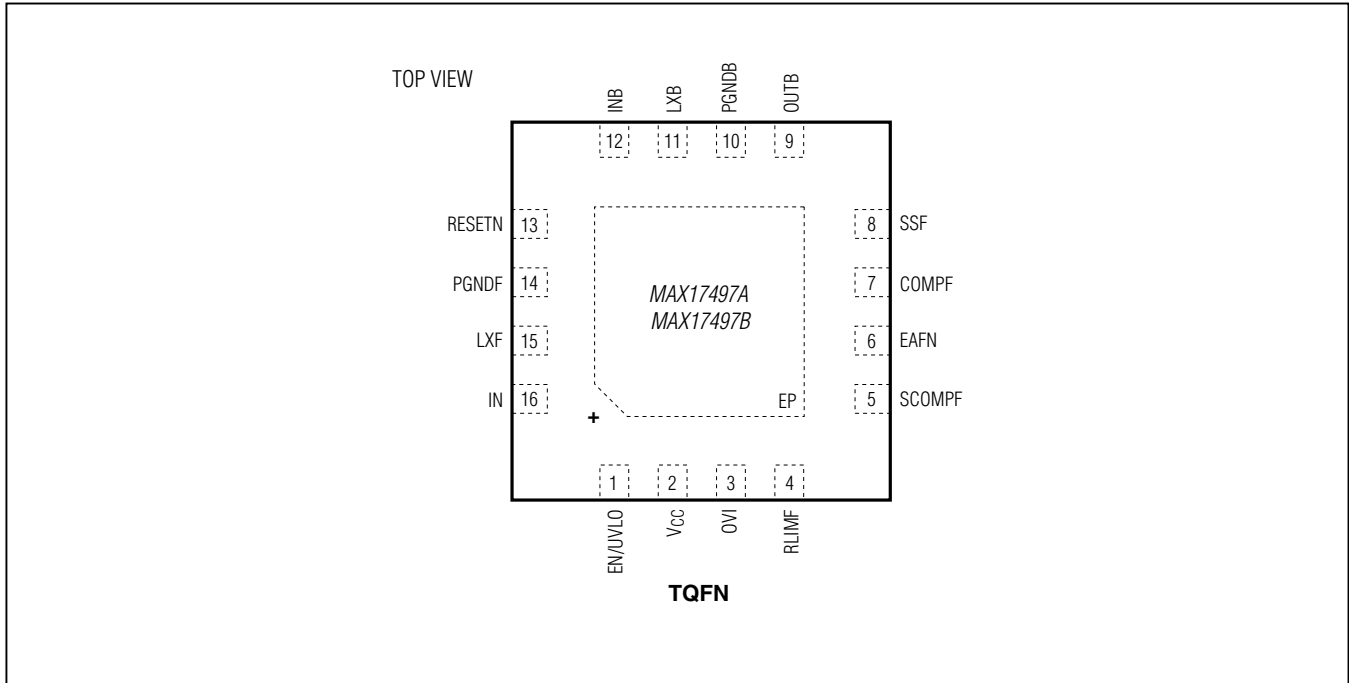 TOP VIEW
INB
LXB
PGNDB
OUTB
12
11
10
9
RESETN 13
8 SSF
PGNDF 14
7 COMPF
MAX17497A
MAX17497B
LXF 15
6 EAFN
IN 16
EP
5 SCOMPF
+
1
2
3
4
EN/UVLO
VCC
OVI
RLIMF
TQFN